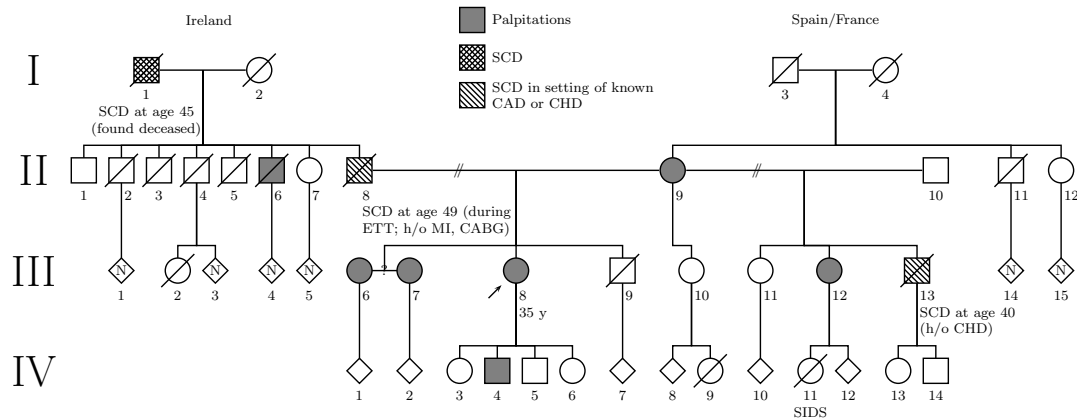 Ireland
Palpitations
Spain/France
SCD
SCD in setting of known
CAD or CHD
I
1
2
3
4
SCD at age 45
(found deceased)
II
1
2
3
4
5
6
7
8
9
10
11
12
SCD at age 49 (during
ETT; h/o MI, CABG)
III
N
1
2
N
3
N
4
N
5
6
?
7
8
35 y
9
10
11
12
13
N
14
N
15
SCD at age 40
(h/o CHD)
IV
1
2
3
4
5
6
7
8
9
10
11
12
13
14
SIDS